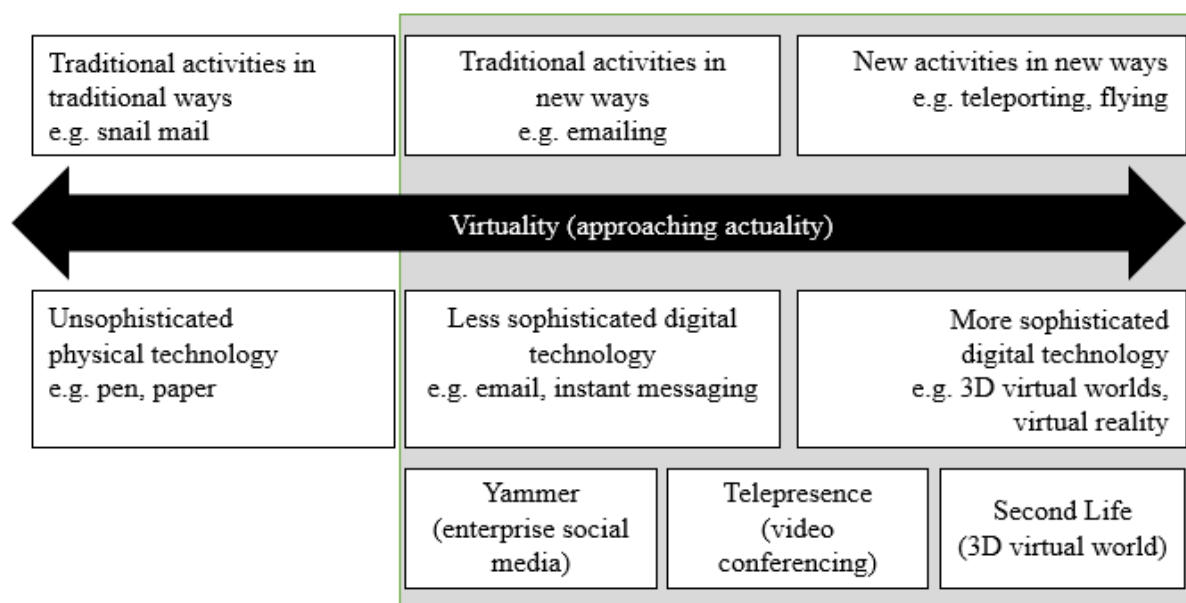 Traditional activities in
traditional ways
e.g. snail mail
Traditional activities in
new ways
e.g. emailing
New activities in new ways
e.g. teleporting, flying
Virtuality (approaching actuality)
Unsophisticated
physical technology
e.g. pen, paper
Less sophisticated digital
technology
e.g. email, instant messaging
More sophisticated
digital technology
e.g. 3D virtual worlds,
virtual reality
Yammer
(enterprise social
media)
Telepresence
(video
conferencing)
Second Life
(3D virtual world)